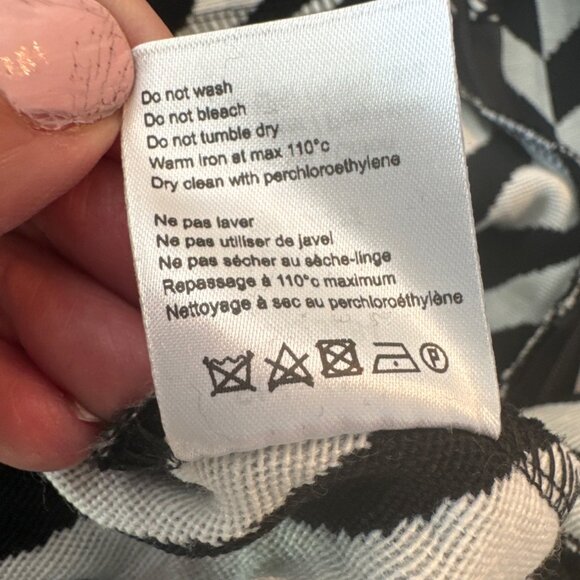 Do not wash
Do not bleach
Do not tumble dry
Warm iron at max 110°c
Dry clean with perchloroethylene
Ne pas laver
Ne pas utiliser de javel
Ne pas sécher au sèche-linge
Repassage à 110°c maximum
Nettoyage à sec au perchloroéthylène
P